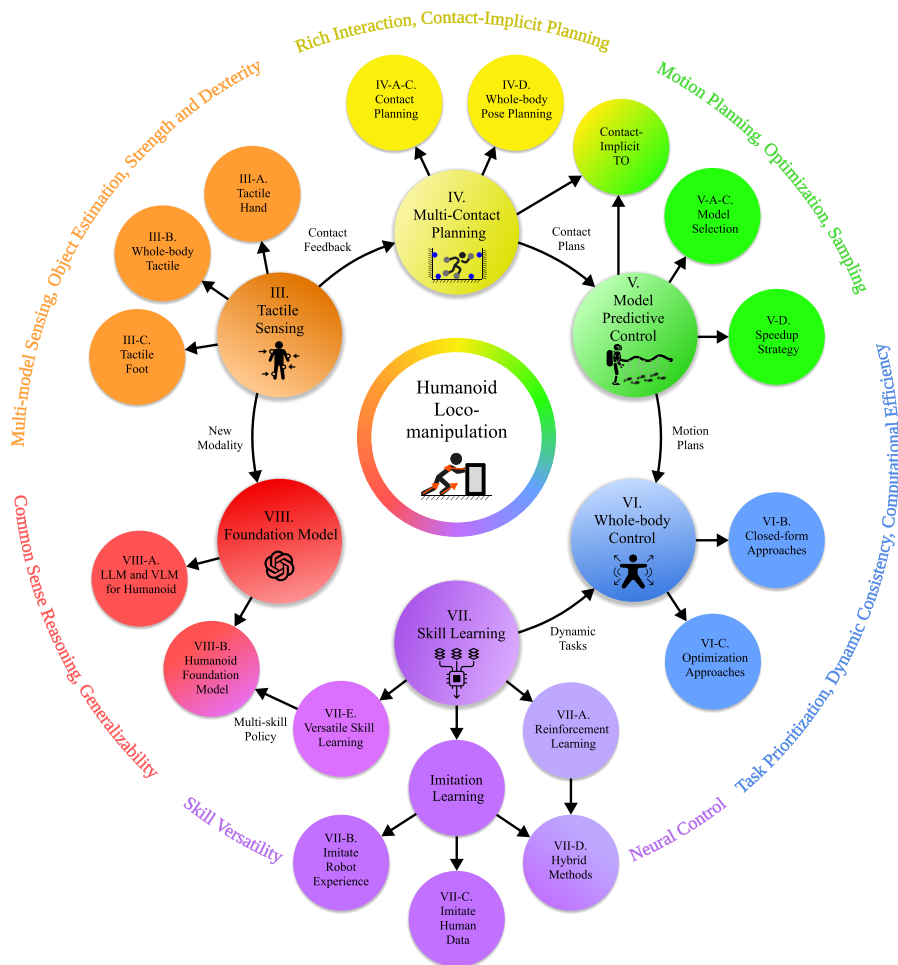 Rich Interaction, Contact-Implicit Planning
Motion Planning, Optimization, Sampling
Multi-model Sensing, Object Estimation, Strength and Dexterity
IV-A-C.
Contact
Planning
IV-D.
Whole-body
Pose Planning
Contact-
Implicit
TO
III-A.
Tactile
Hand
V-A-C.
Model
Selection
III-B.
Whole-body
Tactile
Contact
Feedback
IV.
Multi-Contact
Planning
Contact
Plans
III.
Tactile
Sensing
V.
Model
Predictive
Control
III-C.
Tactile
Foot
V-D.
Speedup
Strategy
Humanoid
Loco-
manipulation
New
Modality
Motion
Plans
Task Prioritization, Dynamic Consistency, Computational Efficiency
Common Sense Reasoning, Generalizability
VIII.
Foundation Model
VI.
Whole-body
Control
VI-B.
Closed-form
Approaches
VIII-A.
LLM and VLM
for Humanoid
VII.
Skill Learning
Dynamic
Tasks
VI-C.
Optimization
Approaches
VIII-B.
Humanoid
Foundation
Model
Multi-skill
Policy
VII-E.
Versatile Skill
Learning
VII-A.
Reinforcement
Learning
Imitation
Learning
Skill Versatility
Neural Control
VII-B.
Imitate
Robot
Experience
VII-D.
Hybrid
Methods
VII-C.
Imitate
Human
Data